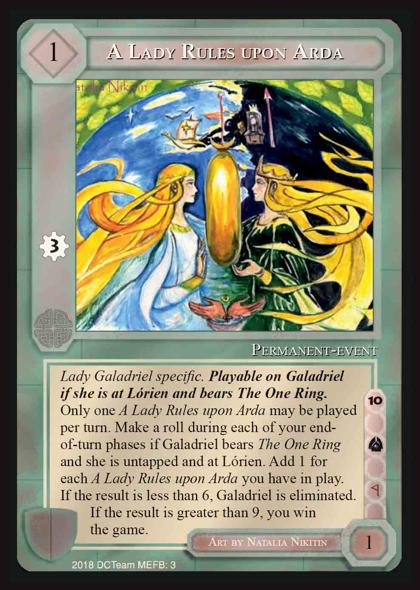 1
A Lady Rules upon Arda
3
Permanent-event
Lady Galadriel specific. Playable on Galadriel
if she is at Lórien and bears The One Ring.
Only one A Lady Rules upon Arda may be played
per turn. Make a roll during each of your end-
of-turn phases if Galadriel bears The One Ring
and she is untapped and at Lórien. Add 1 for
each A Lady Rules upon Arda you have in play.
If the result is less than 6, Galadriel is eliminated.
If the result is greater than 9, you win
the game.
10
Art by Natalia Nikitin
1
2018 DCTeam MEFB: 3